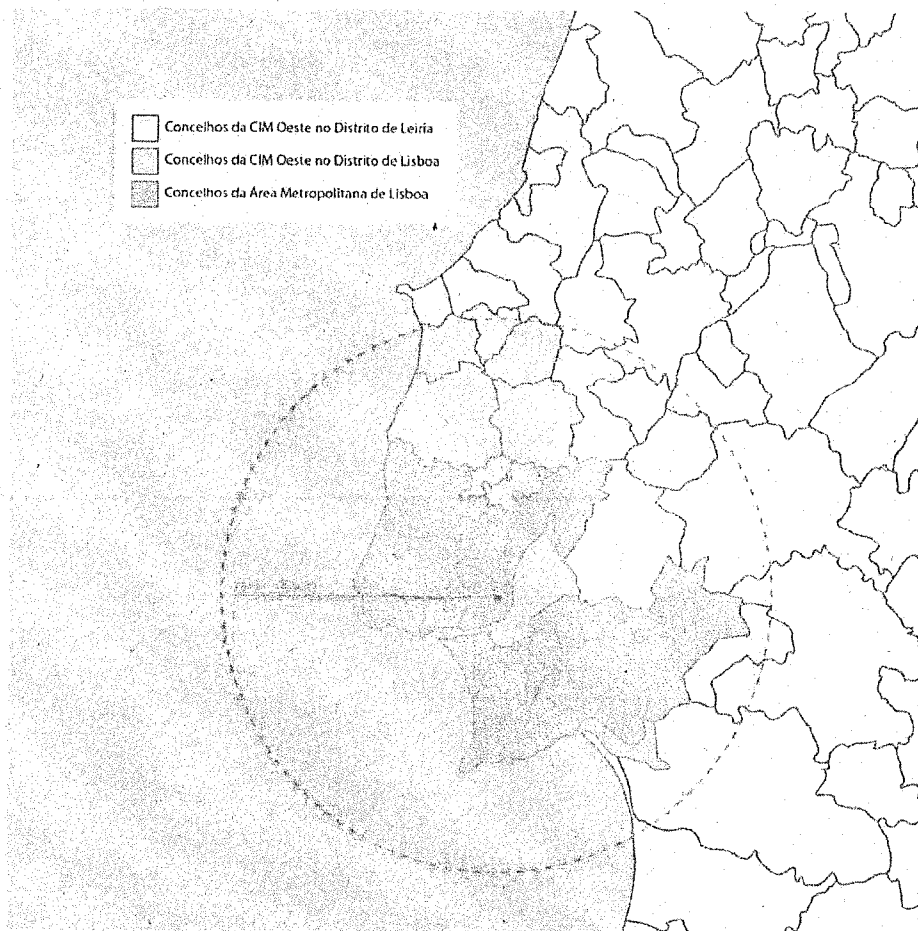 Concelhos da CIM Oeste no Distrito de Leiria
Concelhos da CIM Oeste no Distrito de Lisboa
Concelhos da Área Metropolitana de Lisboa